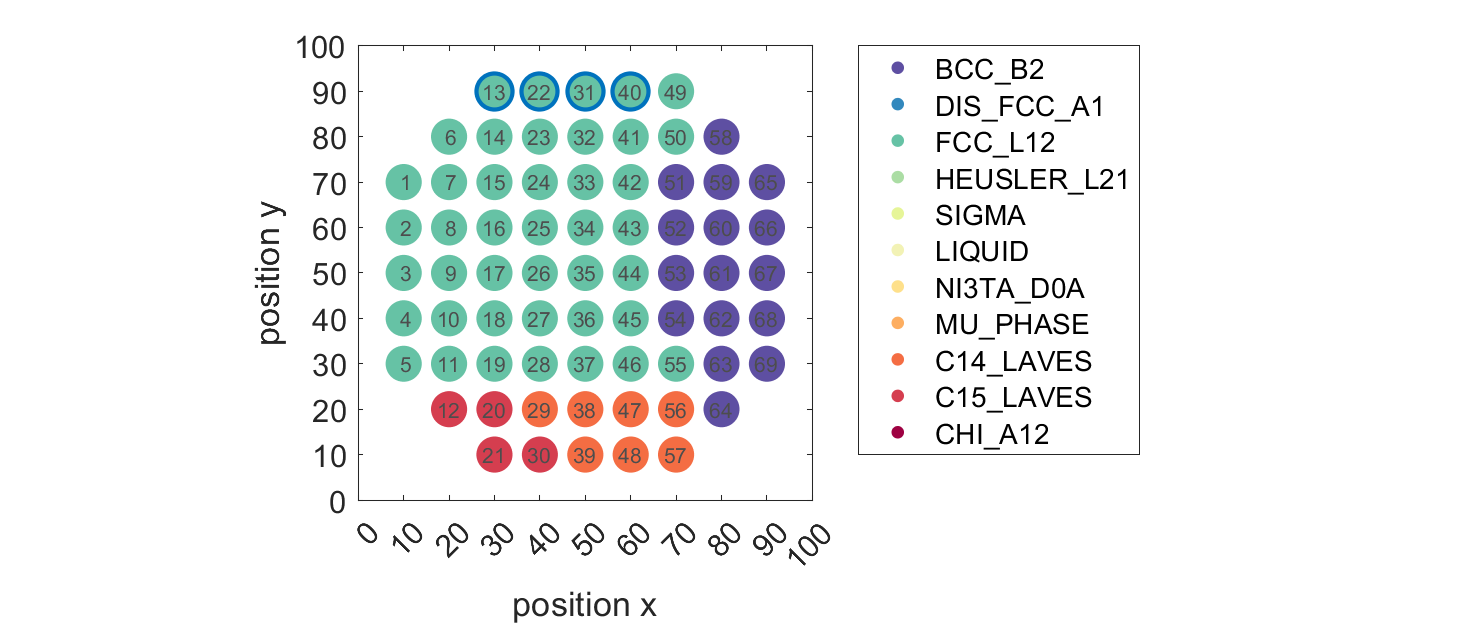 100
90 13 22 31 40 49
80 6 14 23 32 41 50 58
70 1 7 15 24 33 42 51 59 65
60 2 8 16 25 34 43 52 60 66
50 3 9 17 26 35 44 53 61 67
40 4 10 18 27 36 45 54 62 68
30 5 11 19 28 37 46 55 63 69
20 12 20 29 38 47 56 64
10 21 30 39 48 57
0
0 10 20 30 40 50 60 70 80 90 100
position x
position y
BCC_B2
DIS_FCC_A1
FCC_L12
HEUSLER_L21
SIGMA
LIQUID
NI3TA_D0A
MU_PHASE
C14_LAVES
C15_LAVES
CHI_A12